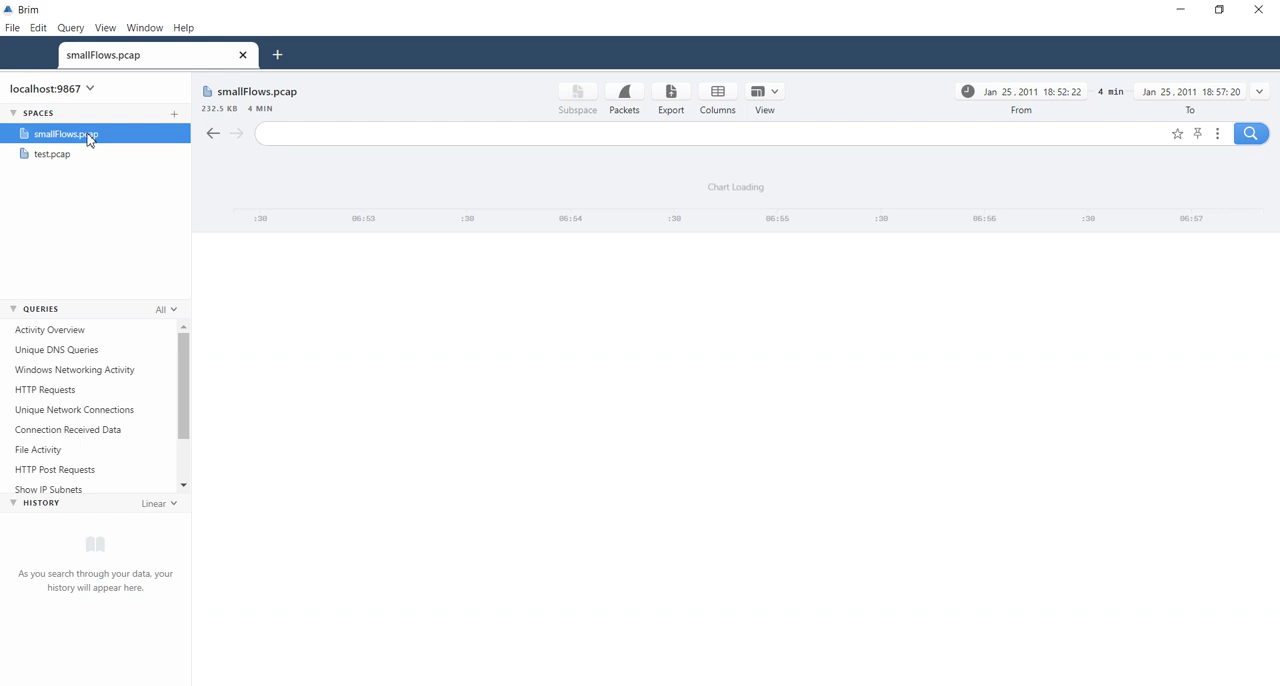 Brim
File Edit Query View Window Help
smallFlows.pcap
localhost:9867
smallFlows.pcap
232.5 KB 4 MIN
Subspace Packets Export Columns View
Jan 25, 2011 18:52:22 4 min Jan 25, 2011 18:57:20
From To
SPACES
smallFlows.pcap
test.pcap
Chart Loading
:30 06:53 :30 06:54 :30 06:55 :30 06:56 :30 06:57
QUERIES All
Activity Overview
Unique DNS Queries
Windows Networking Activity
HTTP Requests
Unique Network Connections
Connection Received Data
File Activity
HTTP Post Requests
Show IP Subnets
HISTORY Linear
As you search through your data, your
history will appear here.